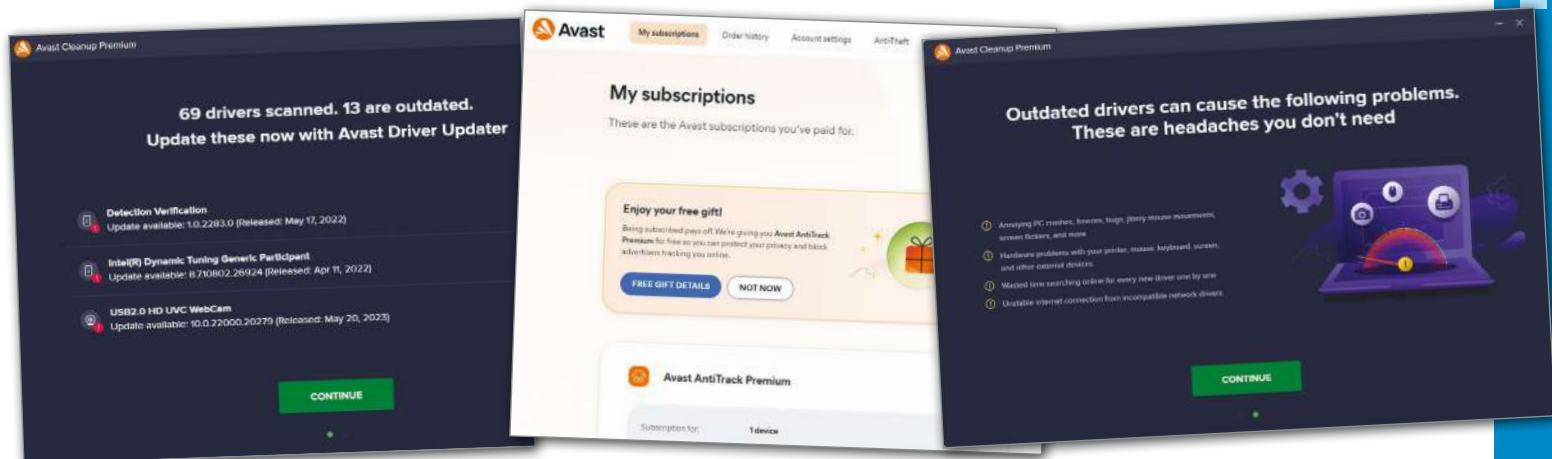 Avast Cleanup Premium
69 drivers scanned. 13 are outdated.
Update these now with Avast Driver Updater
Detection Verification
Update available: 1.0.2283.0 (Released: May 17, 2022)
Intel(R) Dynamic Tuning Generic Participant
Update available: 8.7.10802.26924 (Released: Apr 11, 2022)
USB2.0 HD UVC WebCam
Update available: 10.0.22000.20279 (Released: May 20, 2023)
CONTINUE
Avast
My subscriptions
Order history
Account settings
AntiTheft
My subscriptions
These are the Avast subscriptions you've paid for.
Enjoy your free gift!
Being subscribed pays off. We're giving you Avast AntiTrack
Premium for free so you can protect your privacy and block
advertisers tracking you online.
FREE GIFT DETAILS
NOT NOW
Avast AntiTrack Premium
Subscription for:
1 device
Avast Cleanup Premium
Outdated drivers can cause the following problems.
These are headaches you don't need
Annoying PC crashes, freezes, bugs, jittery mouse movements,
screen flickers, and more
Hardware problems with your printer, mouse, keyboard, screen,
and other external devices
Wasted time searching online for every new driver one by one
Unstable internet connection from incompatible network drivers
CONTINUE